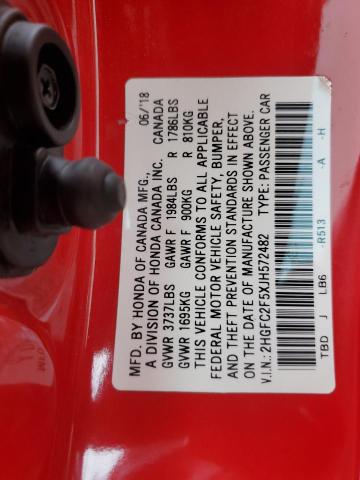 MFD. BY HONDA OF CANADA MFG., 06/'18
A DIVISION OF HONDA CANADA INC. CANADA
GVWR 3737LBS GAWR F 1984LBS R 1786LBS
GVWR 1695KG GAWR F 900KG R 810KG
THIS VEHICLE CONFORMS TO ALL APPLICABLE
FEDERAL MOTOR VEHICLE SAFETY, BUMPER,
AND THEFT PREVENTION STANDARDS IN EFFECT
ON THE DATE OF MANUFACTURE SHOWN ABOVE.
V.I.N.: 2HGFC2F5XJH572482 TYPE: PASSENGER CAR
TBD J LB6 -R513 -A -H